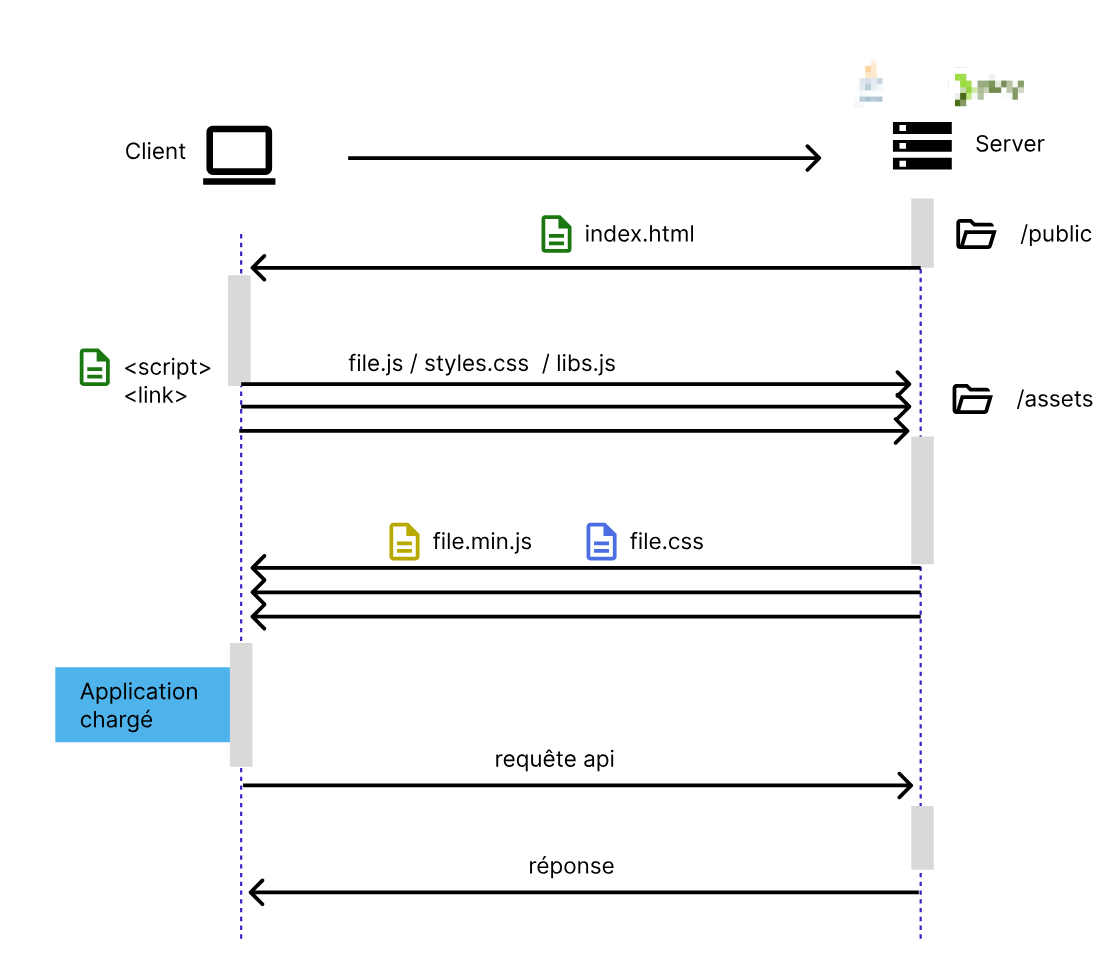 Client
Server
index.html
/public
<script>
<link>
file.js / styles.css / libs.js
/assets
file.min.js
file.css
Application
chargé
requête api
réponse